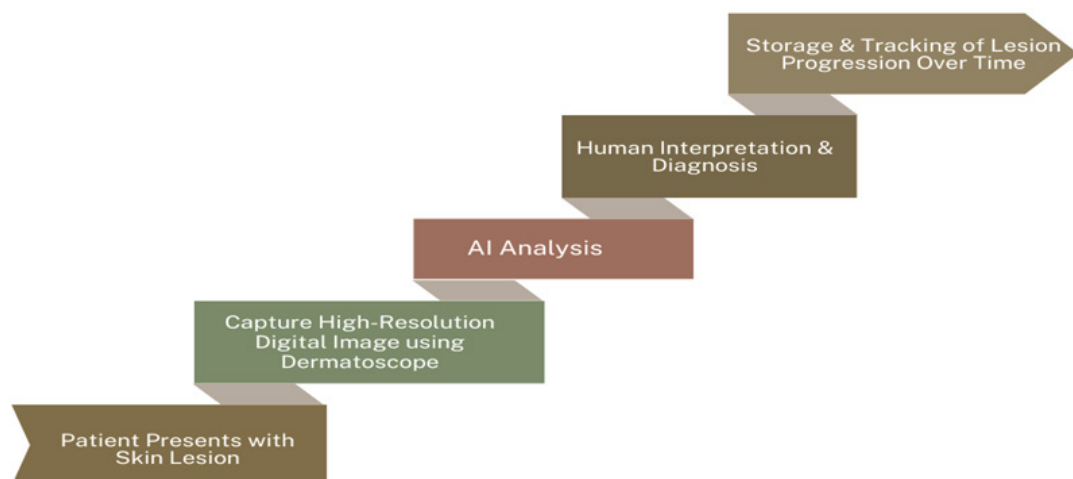 Storage & Tracking of Lesion
Progression Over Time
Human Interpretation &
Diagnosis
AI Analysis
Capture High-Resolution
Digital Image using
Dermatoscope
Patient Presents with
Skin Lesion